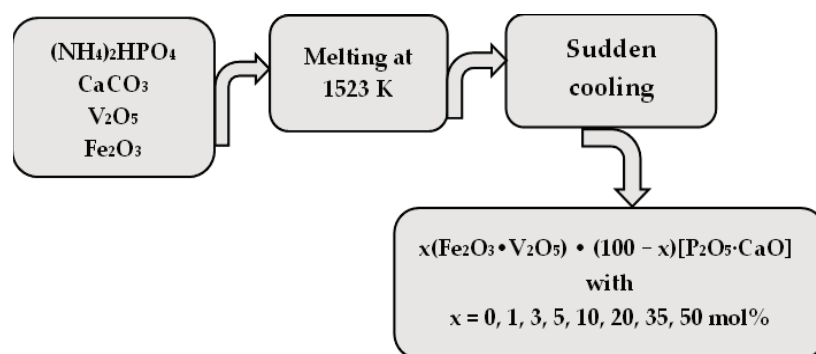 (NH₄)₂HPO₄
CaCO₃
V₂O₅
Fe₂O₃
Melting at
1523 K
Sudden
cooling
x(Fe₂O₃•V₂O₅) • (100 – x)[P₂O₅·CaO]
with
x = 0, 1, 3, 5, 10, 20, 35, 50 mol%